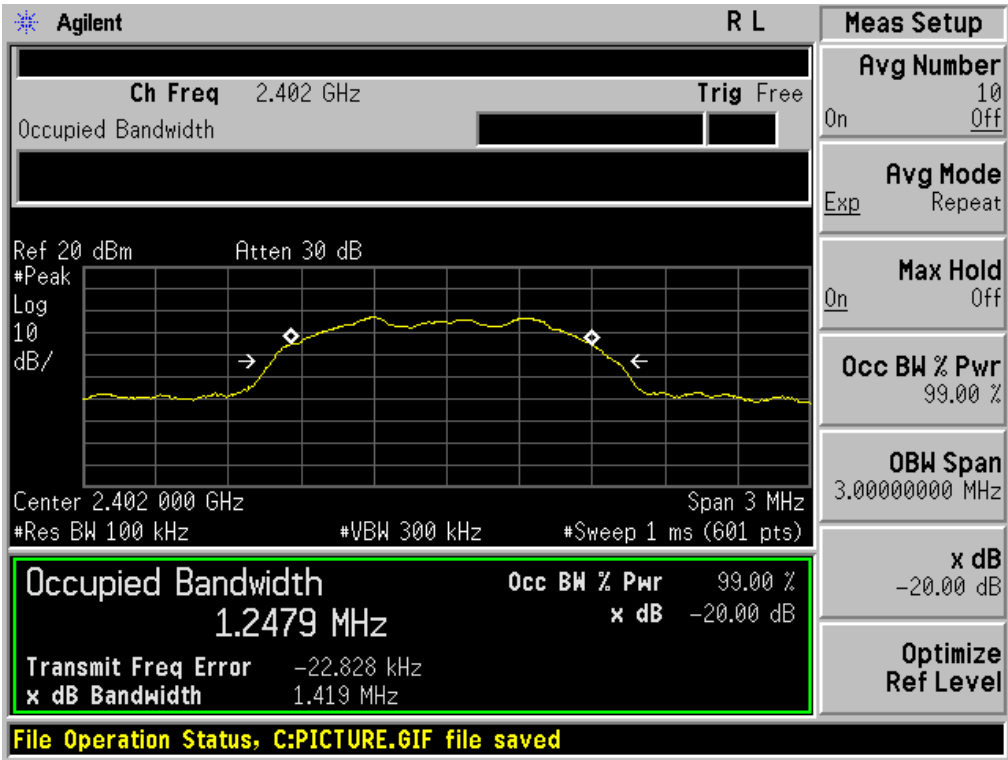 Agilent R L Meas Setup
Avg Number
10
On Off
Ch Freq 2.402 GHz Trig Free
Occupied Bandwidth
Avg Mode
Exp Repeat
Ref 20 dBm Atten 30 dB
#Peak
Log
10
dB/
Max Hold
On Off
Occ BW % Pwr
99.00 %
OBW Span
3.00000000 MHz
Center 2.402 000 GHz Span 3 MHz
#Res BW 100 kHz #VBW 300 kHz #Sweep 1 ms (601 pts)
x dB
-20.00 dB
Occupied Bandwidth Occ BW % Pwr 99.00 %
1.2479 MHz x dB -20.00 dB
Optimize
Ref Level
Transmit Freq Error -22.828 kHz
x dB Bandwidth 1.419 MHz
File Operation Status, C:PICTURE.GIF file saved